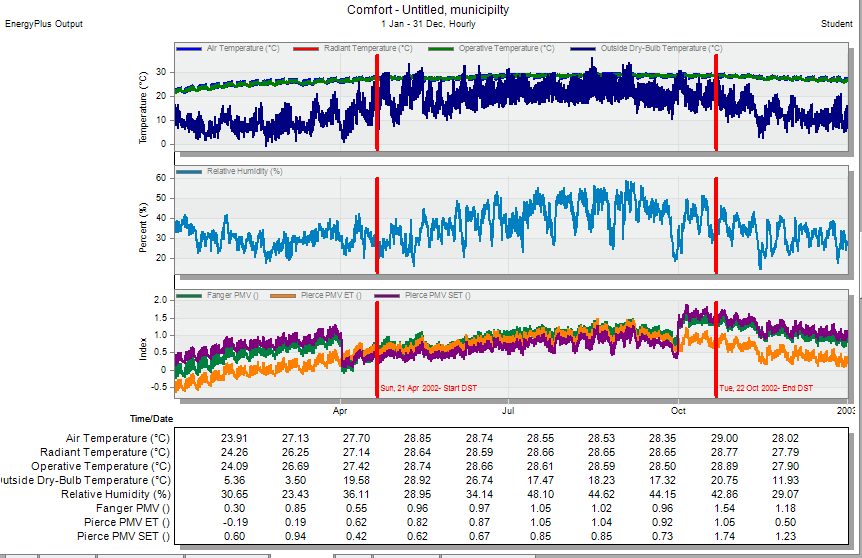 Comfort - Untitled, municipilty
EnergyPlus Output 1 Jan - 31 Dec, Hourly Student
Air Temperature (°C) Radiant Temperature (°C) Operative Temperature (°C) Outside Dry-Bulb Temperature (°C)
Temperature (°C)
30
20
10
0
Relative Humidity (%)
Percent (%)
60
50
40
30
20
Fanger PMV () Pierce PMV ET () Pierce PMV SET ()
Index
2.0
1.5
1.0
0.5
0
-0.5
Sun, 21 Apr 2002- Start DST Tue, 22 Oct 2002- End DST
Apr Jul Oct 2003
Time/Date
Air Temperature (°C) 23.91 27.13 27.70 28.85 28.74 28.55 28.53 28.35 29.00 28.02
Radiant Temperature (°C) 24.26 26.25 27.14 28.64 28.59 28.66 28.65 28.65 28.77 27.79
Operative Temperature (°C) 24.09 26.69 27.42 28.74 28.66 28.61 28.59 28.50 28.89 27.90
utside Dry-Bulb Temperature (°C) 5.36 3.50 19.58 28.92 26.74 17.47 18.23 17.32 20.75 11.93
Relative Humidity (%) 30.65 23.43 36.11 28.95 34.14 48.10 44.62 44.15 42.86 29.07
Fanger PMV () 0.30 0.85 0.55 0.96 0.97 1.05 1.02 0.96 1.54 1.18
Pierce PMV ET () -0.19 0.19 0.62 0.82 0.87 1.05 1.04 0.92 1.05 0.50
Pierce PMV SET () 0.60 0.94 0.42 0.62 0.67 0.85 0.85 0.73 1.74 1.23